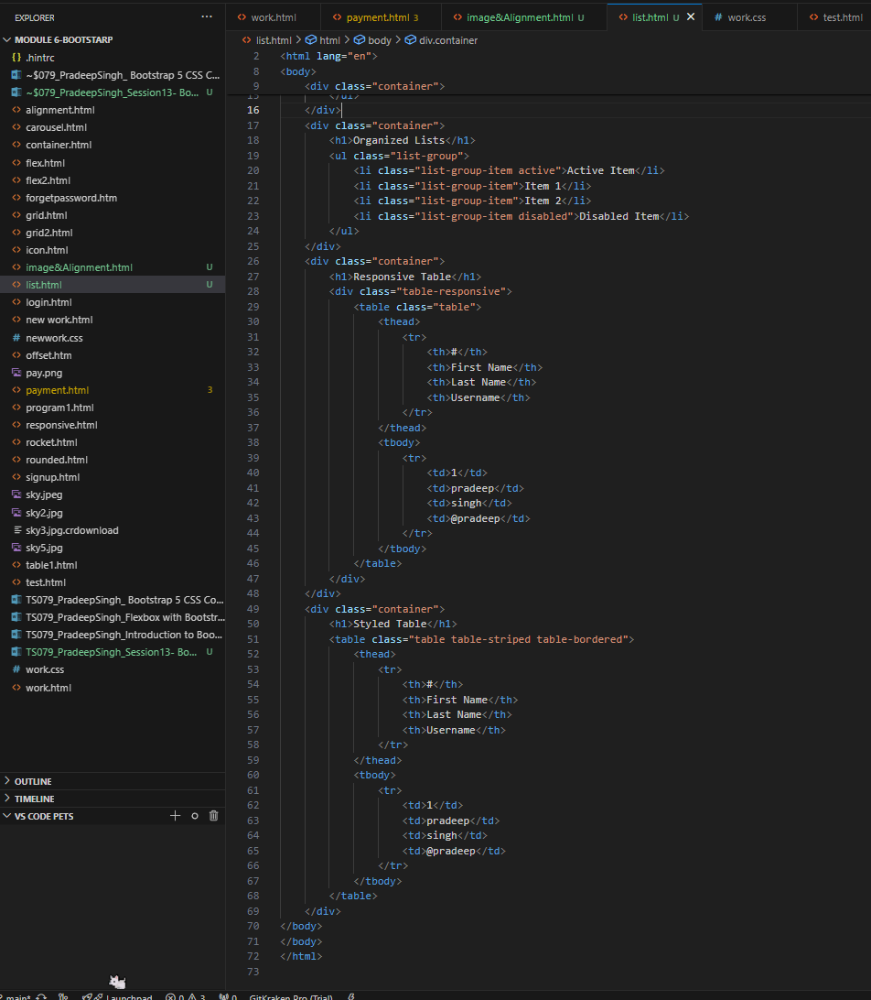 EXPLORER
MODULE 6-BOOTSTARP
.hintrc
~$079_PradeepSingh_ Bootstrap 5 CSS C...
~$079_PradeepSingh_Session13- Bo... U
alignment.html
carousel.html
container.html
flex.html
flex2.html
forgetpassword.htm
grid.html
grid2.html
icon.html
image&Alignment.html U
list.html U
login.html
new work.html
newwork.css
offset.htm
pay.png
payment.html 3
program1.html
responsive.html
rocket.html
rounded.html
signup.html
sky.jpeg
sky2.jpg
sky3.jpg.crdownload
sky5.jpg
table1.html
test.html
TS079_PradeepSingh_ Bootstrap 5 CSS Co...
TS079_PradeepSingh_Flexbox with Bootstr...
TS079_PradeepSingh_Introduction to Boo...
TS079_PradeepSingh_Session13- Bo... U
work.css
work.html
OUTLINE
TIMELINE
VS CODE PETS
work.html payment.html 3 image&Alignment.html U list.html U work.css test.html
list.html > html > body > div.container
2 <html lang="en">
8 <body>
9 <div class="container">
15 </ul>
16 </div>
17 <div class="container">
18 <h1>Organized Lists</h1>
19 <ul class="list-group">
20 <li class="list-group-item active">Active Item</li>
21 <li class="list-group-item">Item 1</li>
22 <li class="list-group-item">Item 2</li>
23 <li class="list-group-item disabled">Disabled Item</li>
24 </ul>
25 </div>
26 <div class="container">
27 <h1>Responsive Table</h1>
28 <div class="table-responsive">
29 <table class="table">
30 <thead>
31 <tr>
32 <th>#</th>
33 <th>First Name</th>
34 <th>Last Name</th>
35 <th>Username</th>
36 </tr>
37 </thead>
38 <tbody>
39 <tr>
40 <td>1</td>
41 <td>pradeep</td>
42 <td>singh</td>
43 <td>@pradeep</td>
44 </tr>
45 </tbody>
46 </table>
47 </div>
48 </div>
49 <div class="container">
50 <h1>Styled Table</h1>
51 <table class="table table-striped table-bordered">
52 <thead>
53 <tr>
54 <th>#</th>
55 <th>First Name</th>
56 <th>Last Name</th>
57 <th>Username</th>
58 </tr>
59 </thead>
60 <tbody>
61 <tr>
62 <td>1</td>
63 <td>pradeep</td>
64 <td>singh</td>
65 <td>@pradeep</td>
66 </tr>
67 </tbody>
68 </table>
69 </div>
70 </body>
71 </body>
72 </html>
73
main* Launchpad 0 3 0 GitKraken Pro (Trial)